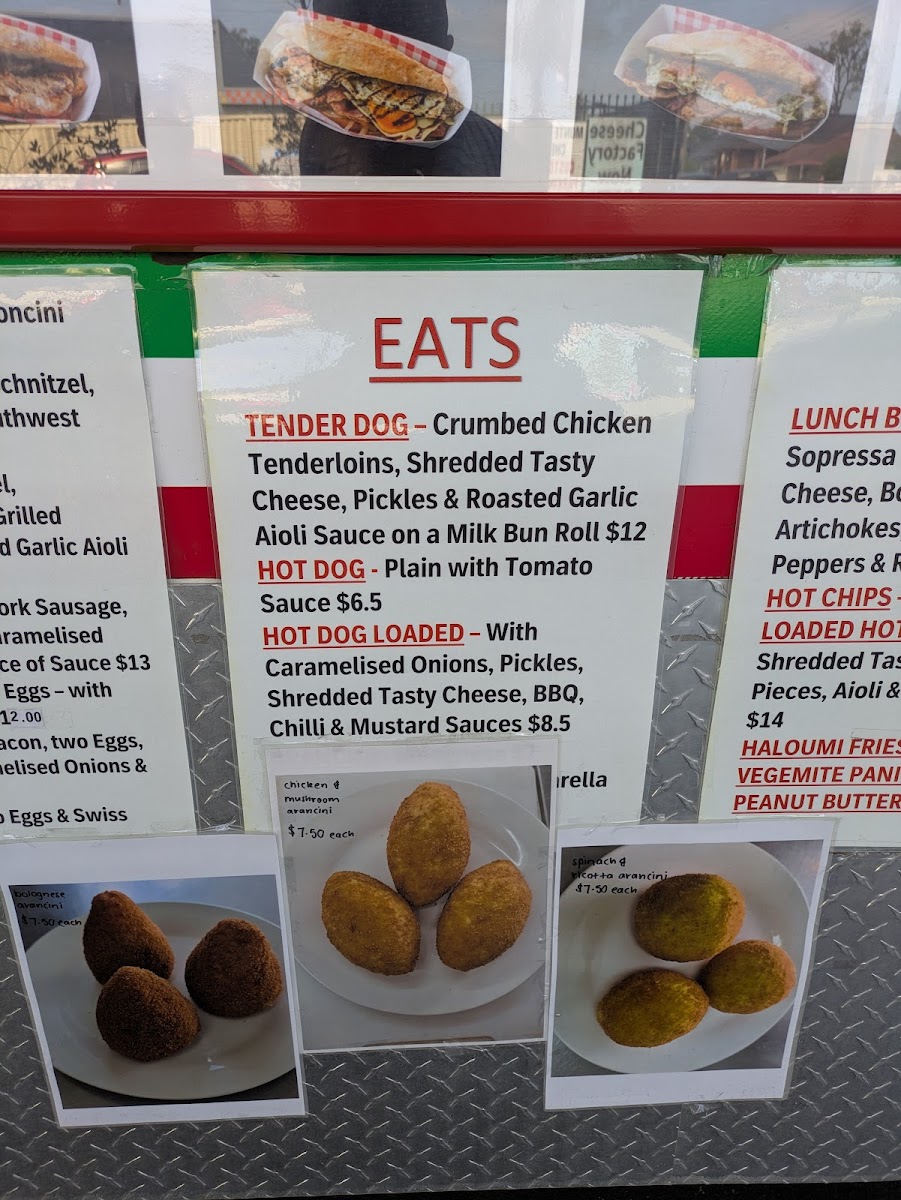 Cheese
Factory
Now
oncini
chnitzel,
uthwest
el,
Grilled
d Garlic Aioli
ork Sausage,
aramelised
ce of Sauce $13
Eggs – with
12.00
acon, two Eggs,
melised Onions &
o Eggs & Swiss
EATS
TENDER DOG – Crumbed Chicken
Tenderloins, Shredded Tasty
Cheese, Pickles & Roasted Garlic
Aioli Sauce on a Milk Bun Roll $12
HOT DOG - Plain with Tomato
Sauce $6.5
HOT DOG LOADED – With
Caramelised Onions, Pickles,
Shredded Tasty Cheese, BBQ,
Chilli & Mustard Sauces $8.5
arella
LUNCH B
Sopressa
Cheese, Bo
Artichokes
Peppers & R
HOT CHIPS –
LOADED HOT
Shredded Tas
Pieces, Aioli &
$14
HALOUMI FRIES
VEGEMITE PANI
PEANUT BUTTER
bolognese
arancini
$7.50 each
chicken &
mushroom
arancini
$7.50 each
spinach &
ricotta arancini
$7.50 each